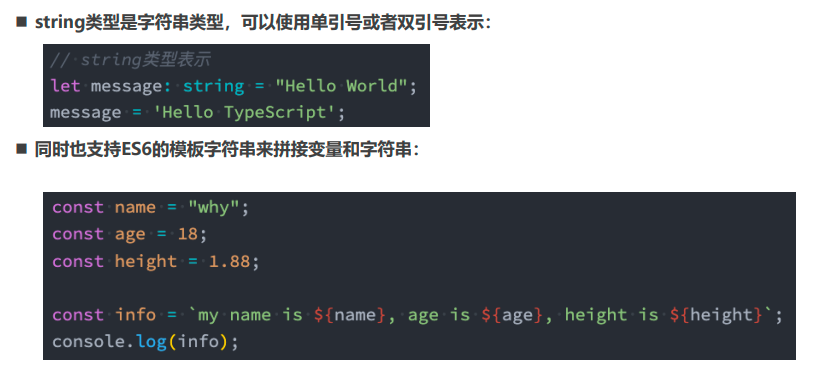 ■ string类型是字符串类型，可以使用单引号或者双引号表示：
// string类型表示
let message: string = "Hello World";
message = 'Hello TypeScript';
■ 同时也支持ES6的模板字符串来拼接变量和字符串：
const name = "why";
const age = 18;
const height = 1.88;
const info = `my name is ${name}, age is ${age}, height is ${height}`;
console.log(info);